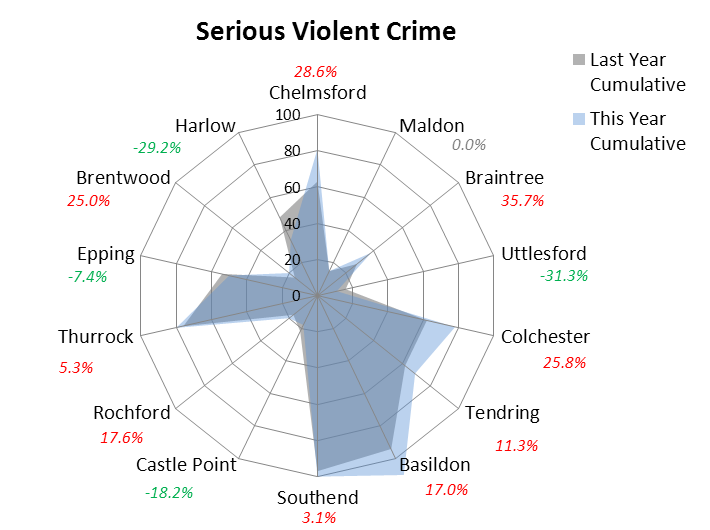 Serious Violent Crime
Last Year
Cumulative
This Year
Cumulative
28.6%
Chelmsford
Maldon
0.0%
Braintree
35.7%
Uttlesford
-31.3%
Colchester
25.8%
Tendring
11.3%
Basildon
17.0%
Southend
3.1%
Castle Point
-18.2%
Rochford
17.6%
Thurrock
5.3%
Epping
-7.4%
Brentwood
25.0%
Harlow
-29.2%
100
80
60
40
20
0